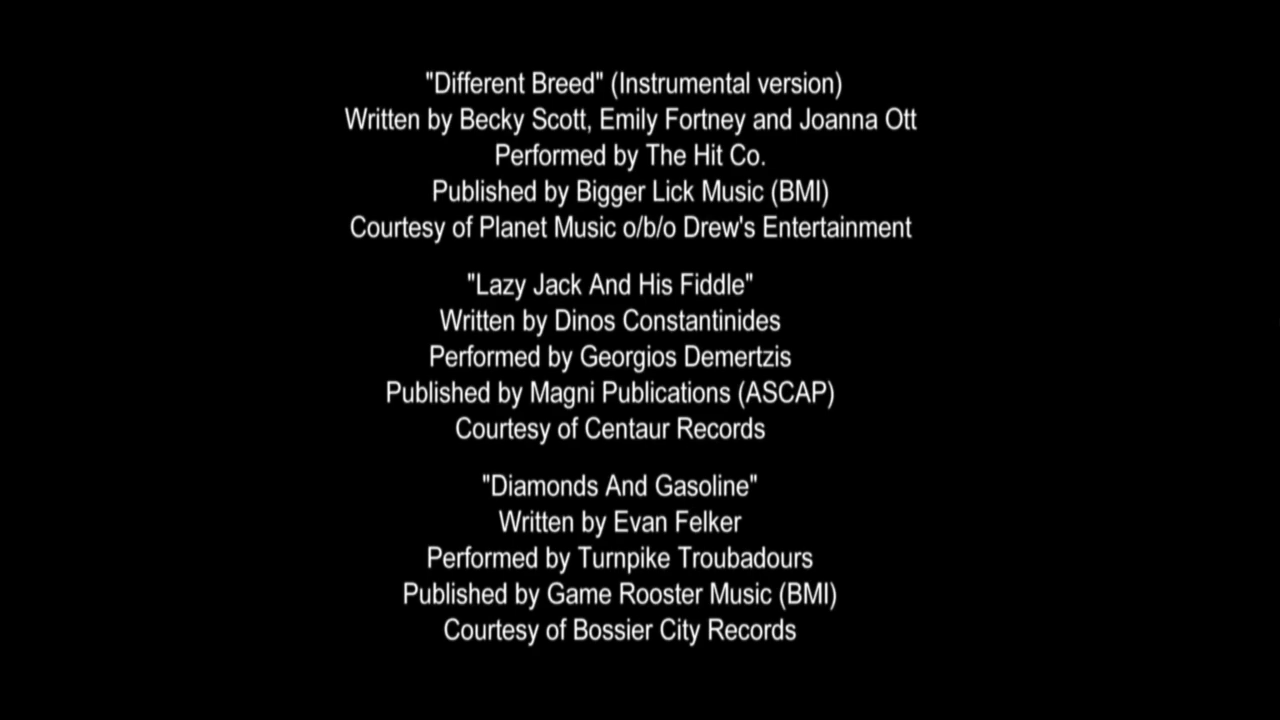 "Different Breed" (Instrumental version)
Written by Becky Scott, Emily Fortney and Joanna Ott
Performed by The Hit Co.
Published by Bigger Lick Music (BMI)
Courtesy of Planet Music o/b/o Drew's Entertainment
"Lazy Jack And His Fiddle"
Written by Dinos Constantinides
Performed by Georgios Demertzis
Published by Magni Publications (ASCAP)
Courtesy of Centaur Records
"Diamonds And Gasoline"
Written by Evan Felker
Performed by Turnpike Troubadours
Published by Game Rooster Music (BMI)
Courtesy of Bossier City Records